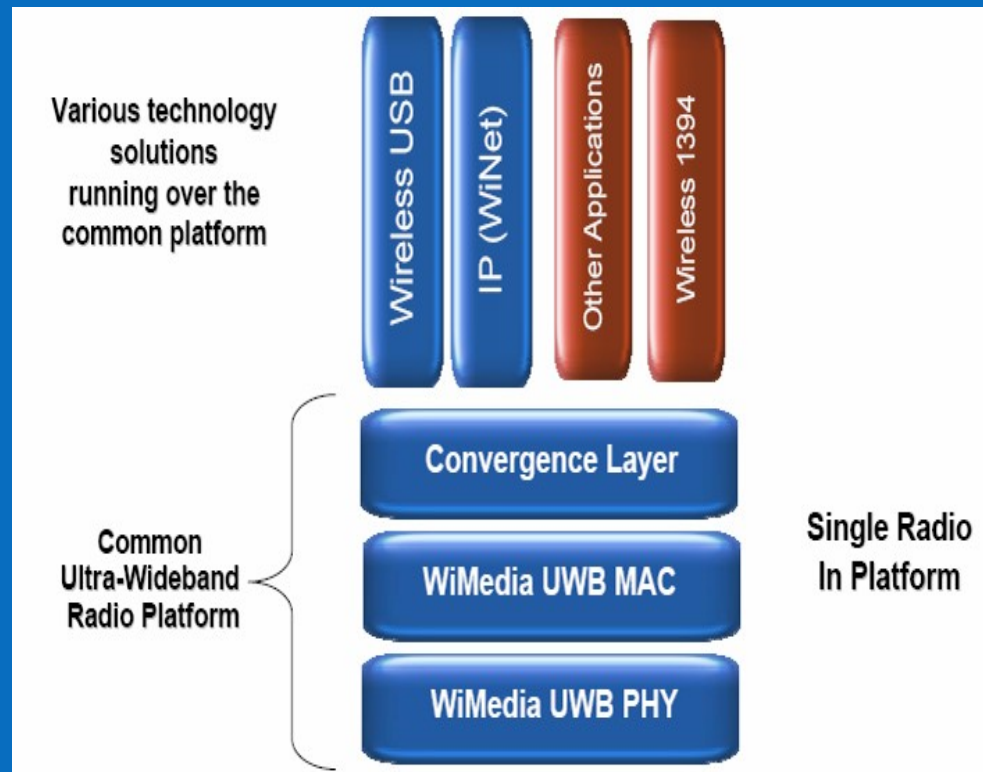 Various technology
solutions
running over the
common platform
Wireless USB
IP (WiNet)
Other Applications
Wireless 1394
Convergence Layer
Common
Ultra-Wideband
Radio Platform
WiMedia UWB MAC
Single Radio
In Platform
WiMedia UWB PHY